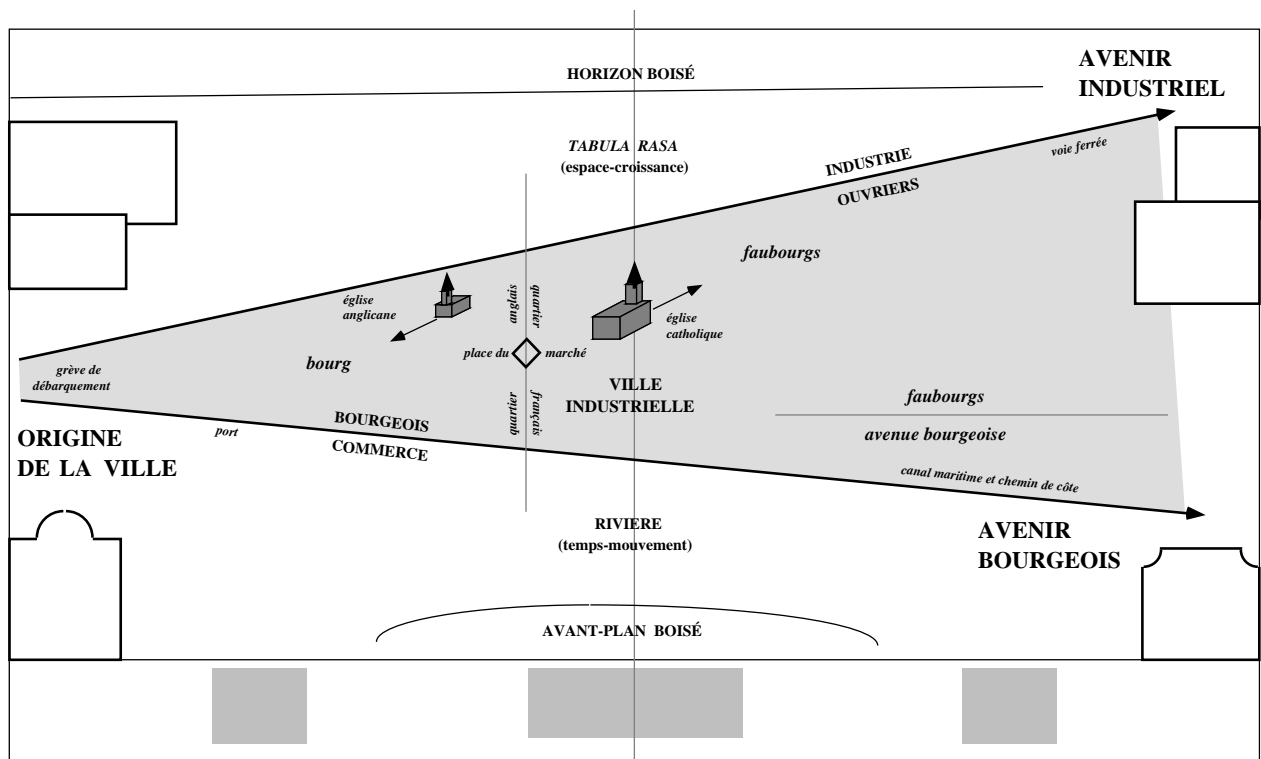 HORIZON BOISÉ
AVENIR
INDUSTRIEL
TABULA RASA
(espace-croissance)
INDUSTRIE
OUVRIERS
voie ferrée
faubourgs
église
anglicane
quartier
anglais
église
catholique
place du marché
bourg
grève de
débarquement
VILLE
INDUSTRIELLE
quartier
français
faubourgs
avenue bourgeoise
BOURGEOIS
COMMERCE
port
ORIGINE
DE LA VILLE
canal maritime et chemin de côte
RIVIERE
(temps-mouvement)
AVENIR
BOURGEOIS
AVANT-PLAN BOISÉ